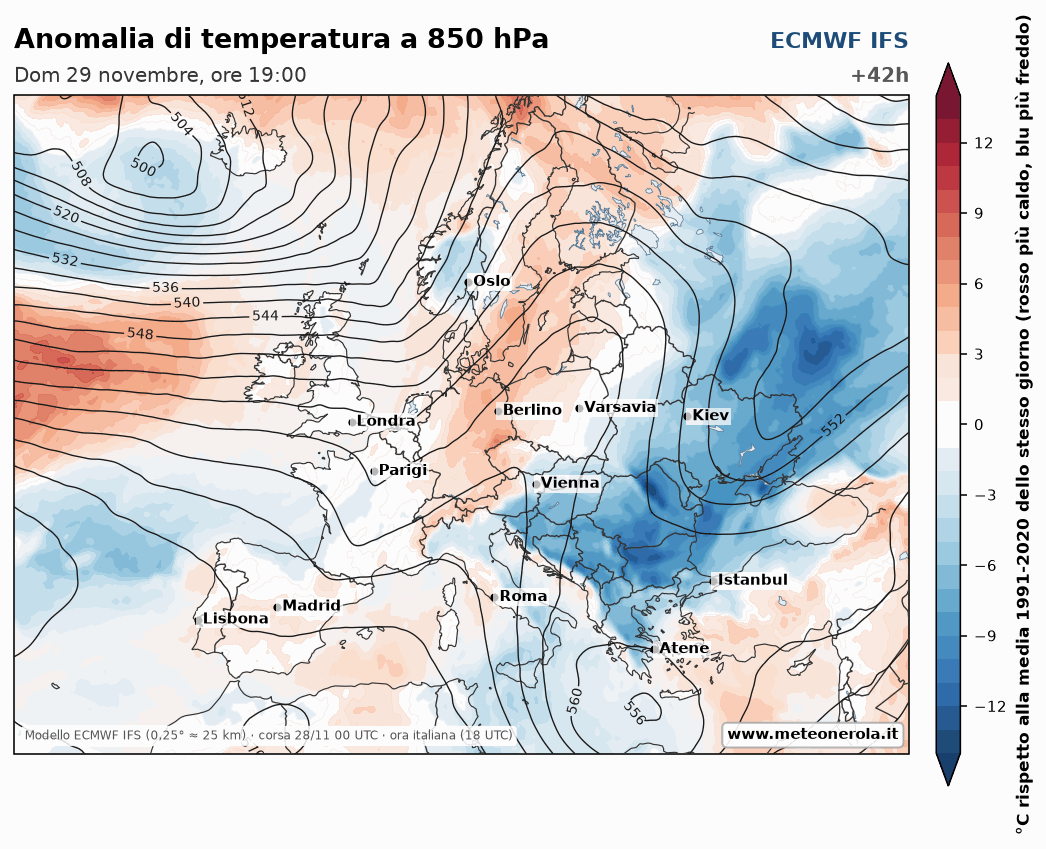 Anomalia di temperatura a 850 hPa
ECMWF IFS
Dom 29 novembre, ore 19:00
+42h
512
504
500
508
520
532
536
540
544
548
Oslo
Berlino
Varsavia
Kiev
Londra
552
Parigi
Vienna
Istanbul
Roma
Madrid
Lisbona
Atene
560
556
Modello ECMWF IFS (0,25° ≈ 25 km) · corsa 28/11 00 UTC · ora italiana (18 UTC)
www.meteonerola.it
12
9
6
3
0
−3
−6
−9
−12
°C rispetto alla media 1991-2020 dello stesso giorno (rosso più caldo, blu più freddo)